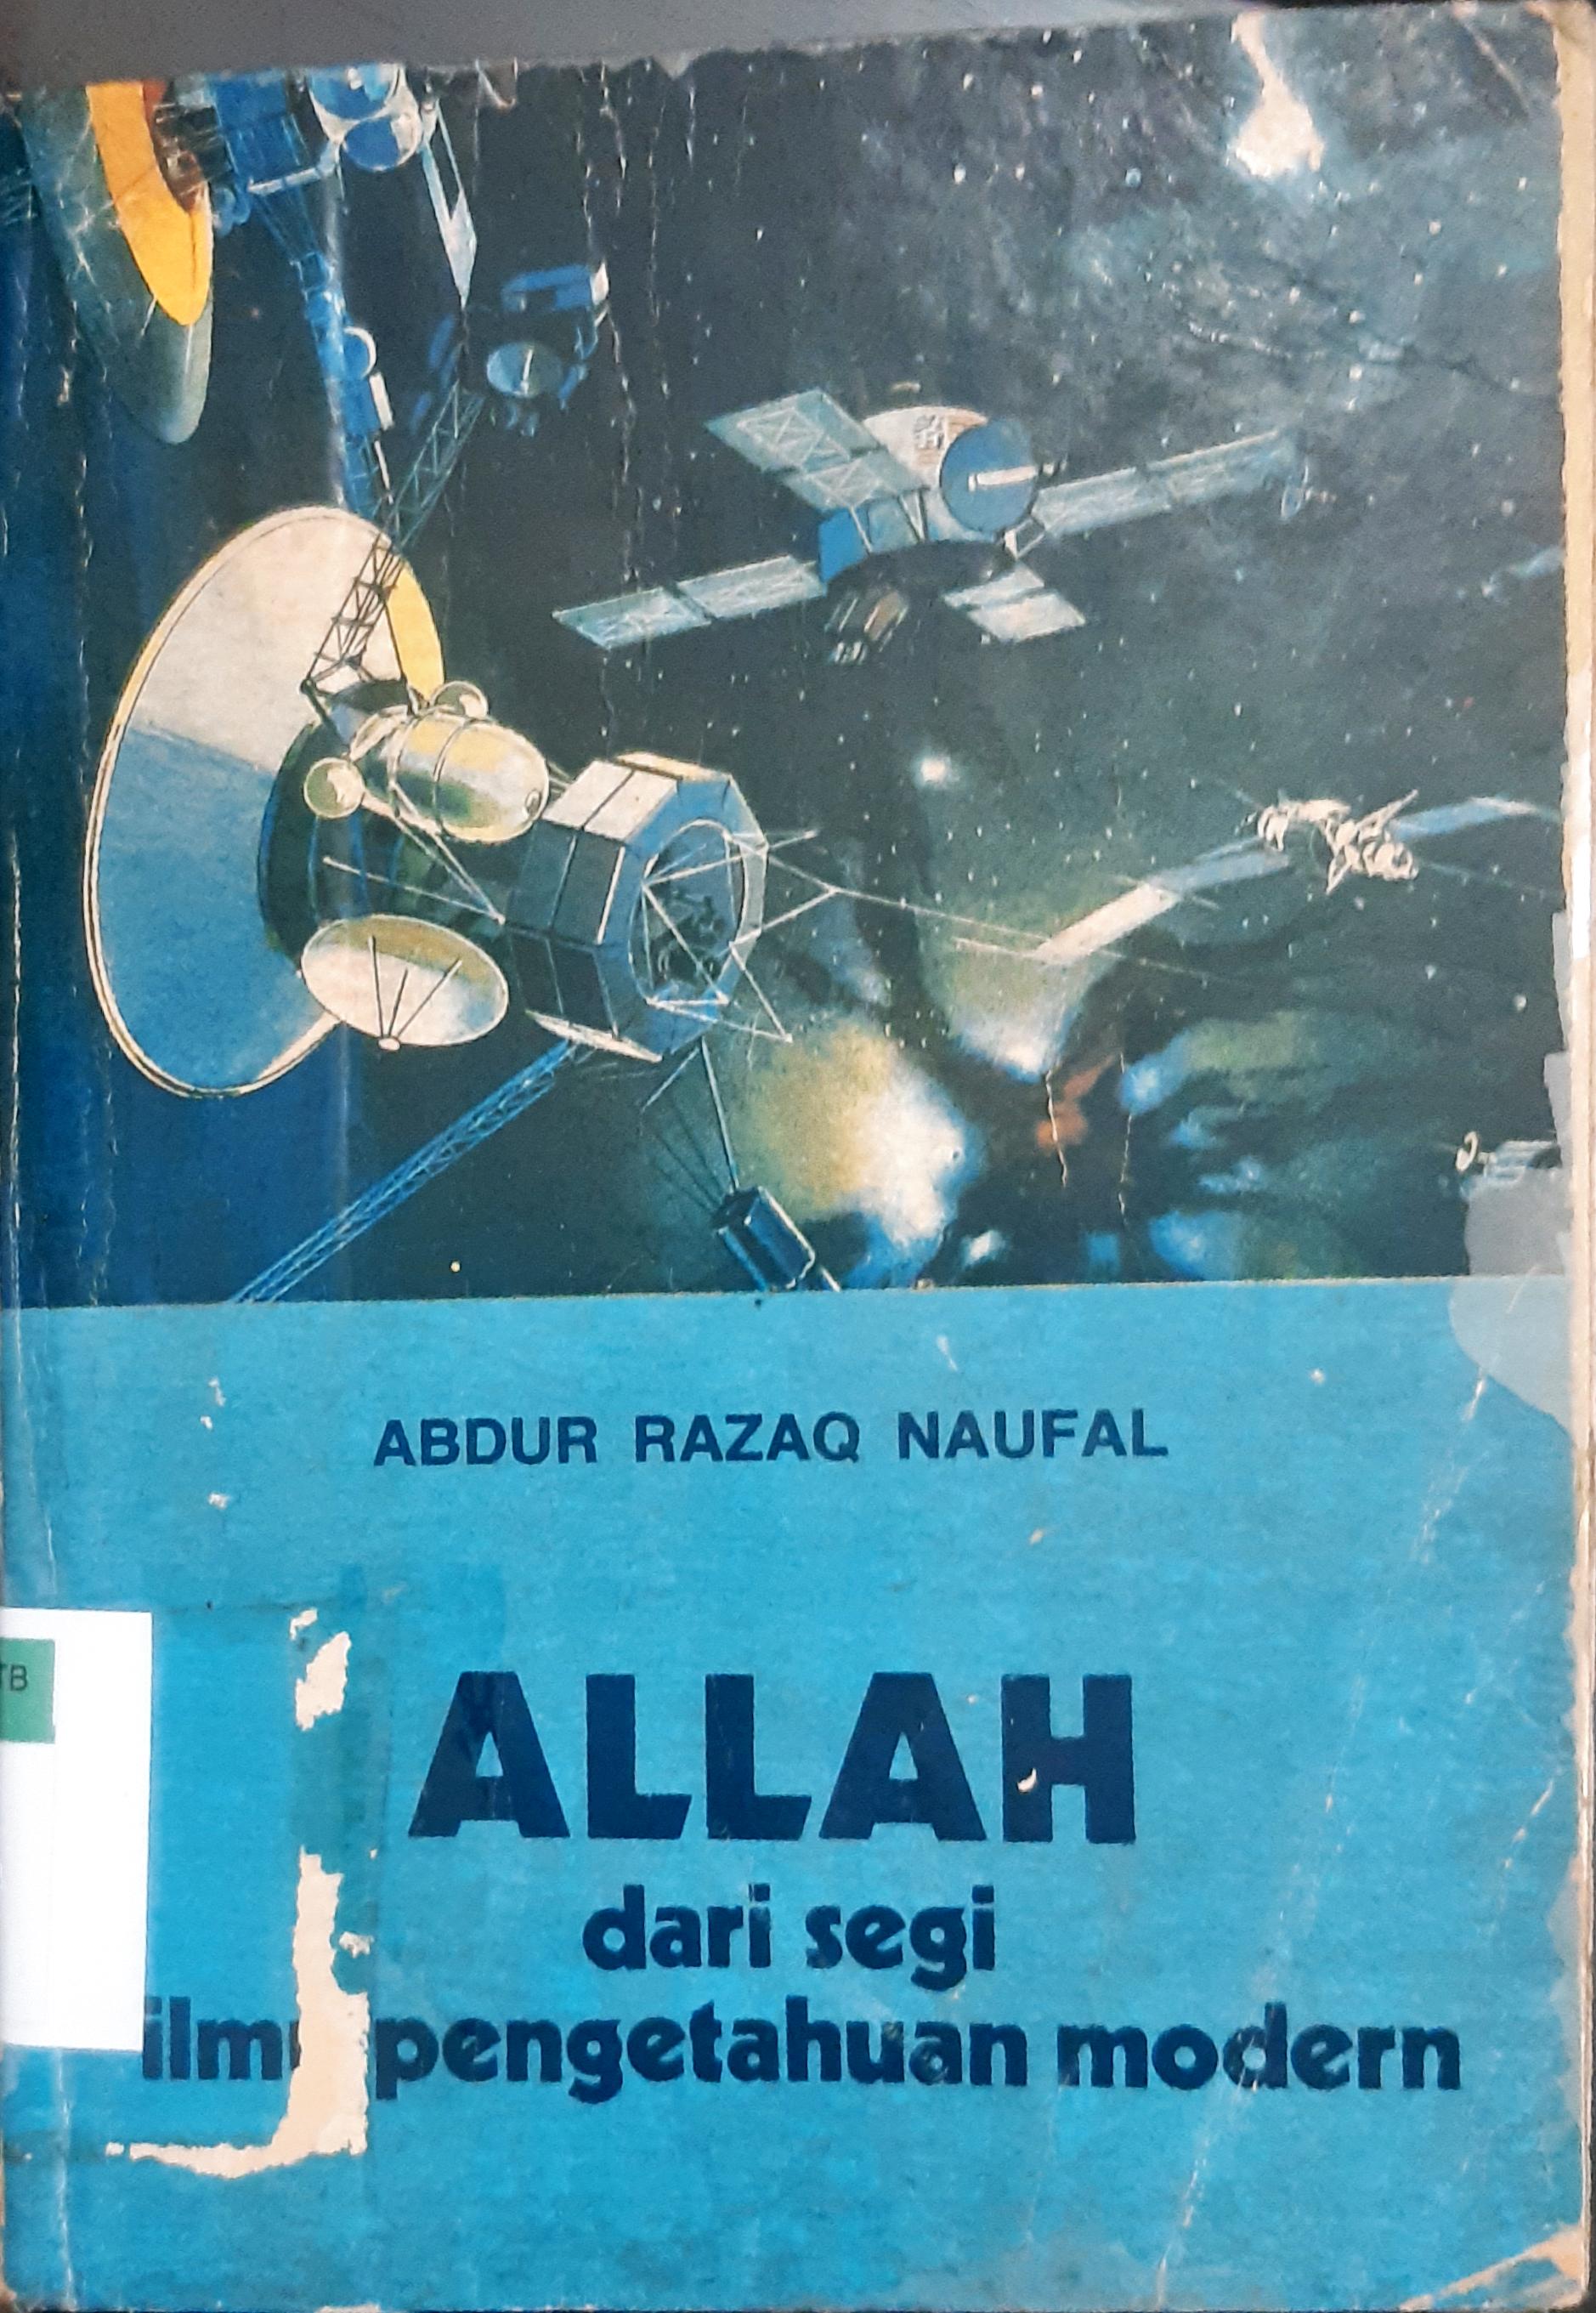 ABDUR RAZAQ NAUFAL
ALLAH
dari segi
pengetahuan modern